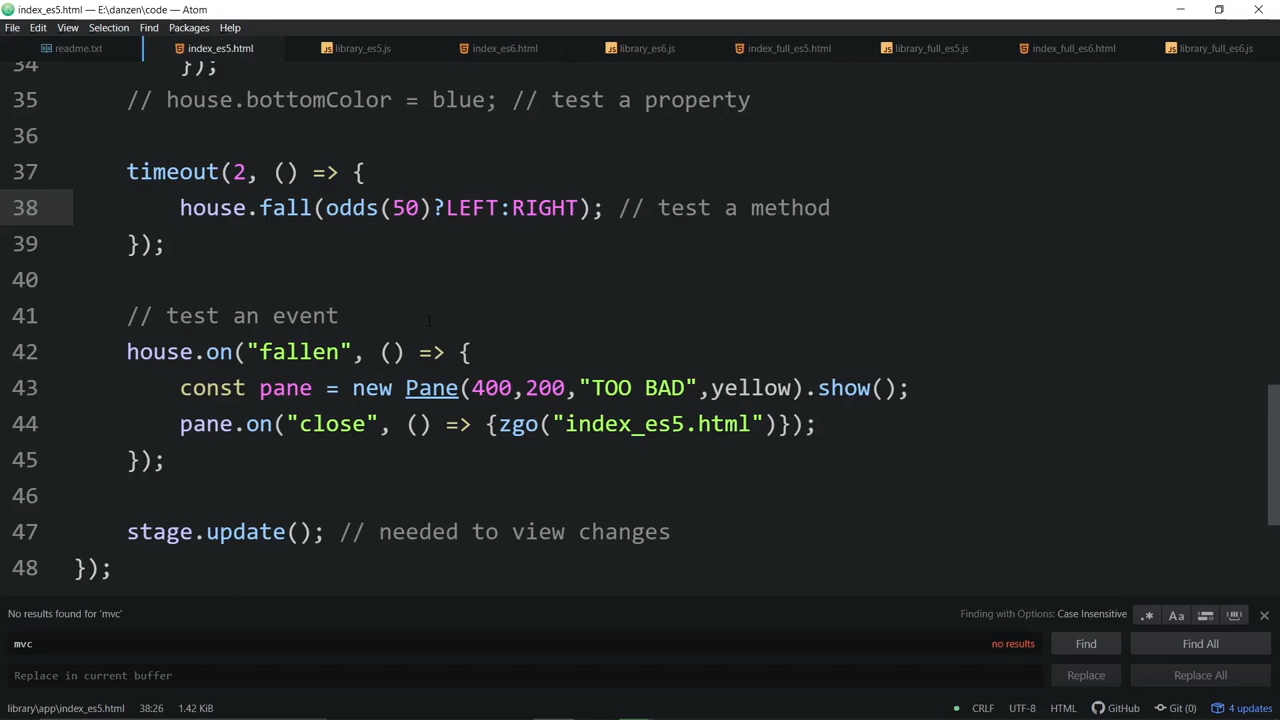 index_es5.html — E:\danzen\code — Atom
File Edit View Selection Find Packages Help
readme.txt index_es5.html library_es5.js index_es6.html library_es6.js index_full_es5.html library_full_es5.js index_full_es6.html library_full_es6.js
34 });
35 // house.bottomColor = blue; // test a property
36
37 timeout(2, () => {
38 house.fall(odds(50)?LEFT:RIGHT); // test a method
39 });
40
41 // test an event
42 house.on("fallen", () => {
43 const pane = new Pane(400,200,"TOO BAD",yellow).show();
44 pane.on("close", () => {zgo("index_es5.html")});
45 });
46
47 stage.update(); // needed to view changes
48 });
No results found for 'mvc' Finding with Options: Case Insensitive .* Aa
mvc no results Find Find All
Replace in current buffer Replace Replace All
library\app\index_es5.html 38:26 1.42 KiB CRLF UTF-8 HTML GitHub Git (0) 4 updates